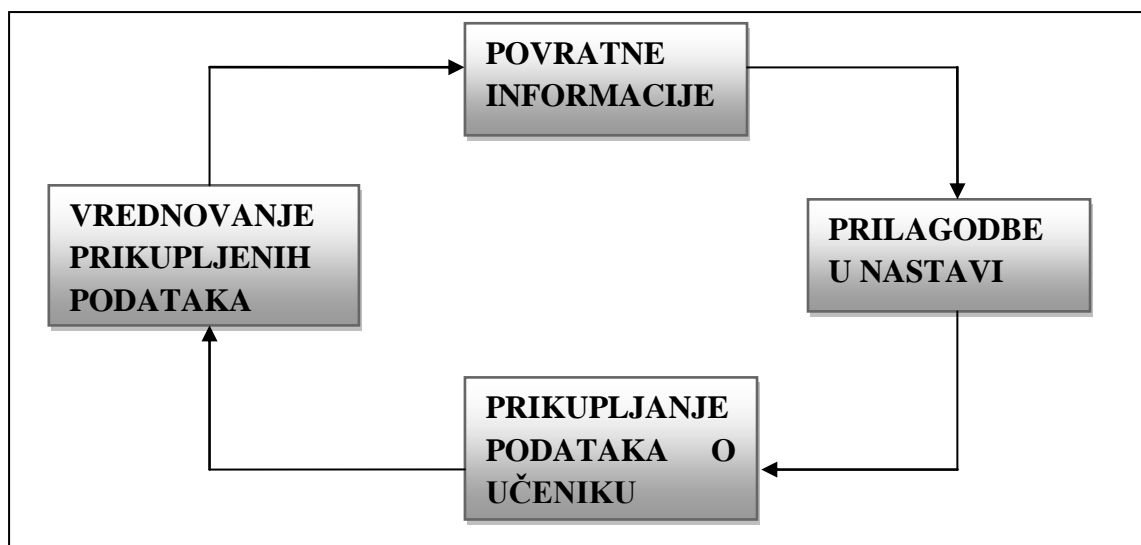 POVRATNE
INFORMACIJE
VREDNOVANJE
PRIKUPLJENIH
PODATAKA
PRILAGODBE
U NASTAVI
PRIKUPLJANJE
PODATAKA O
UČENIKU